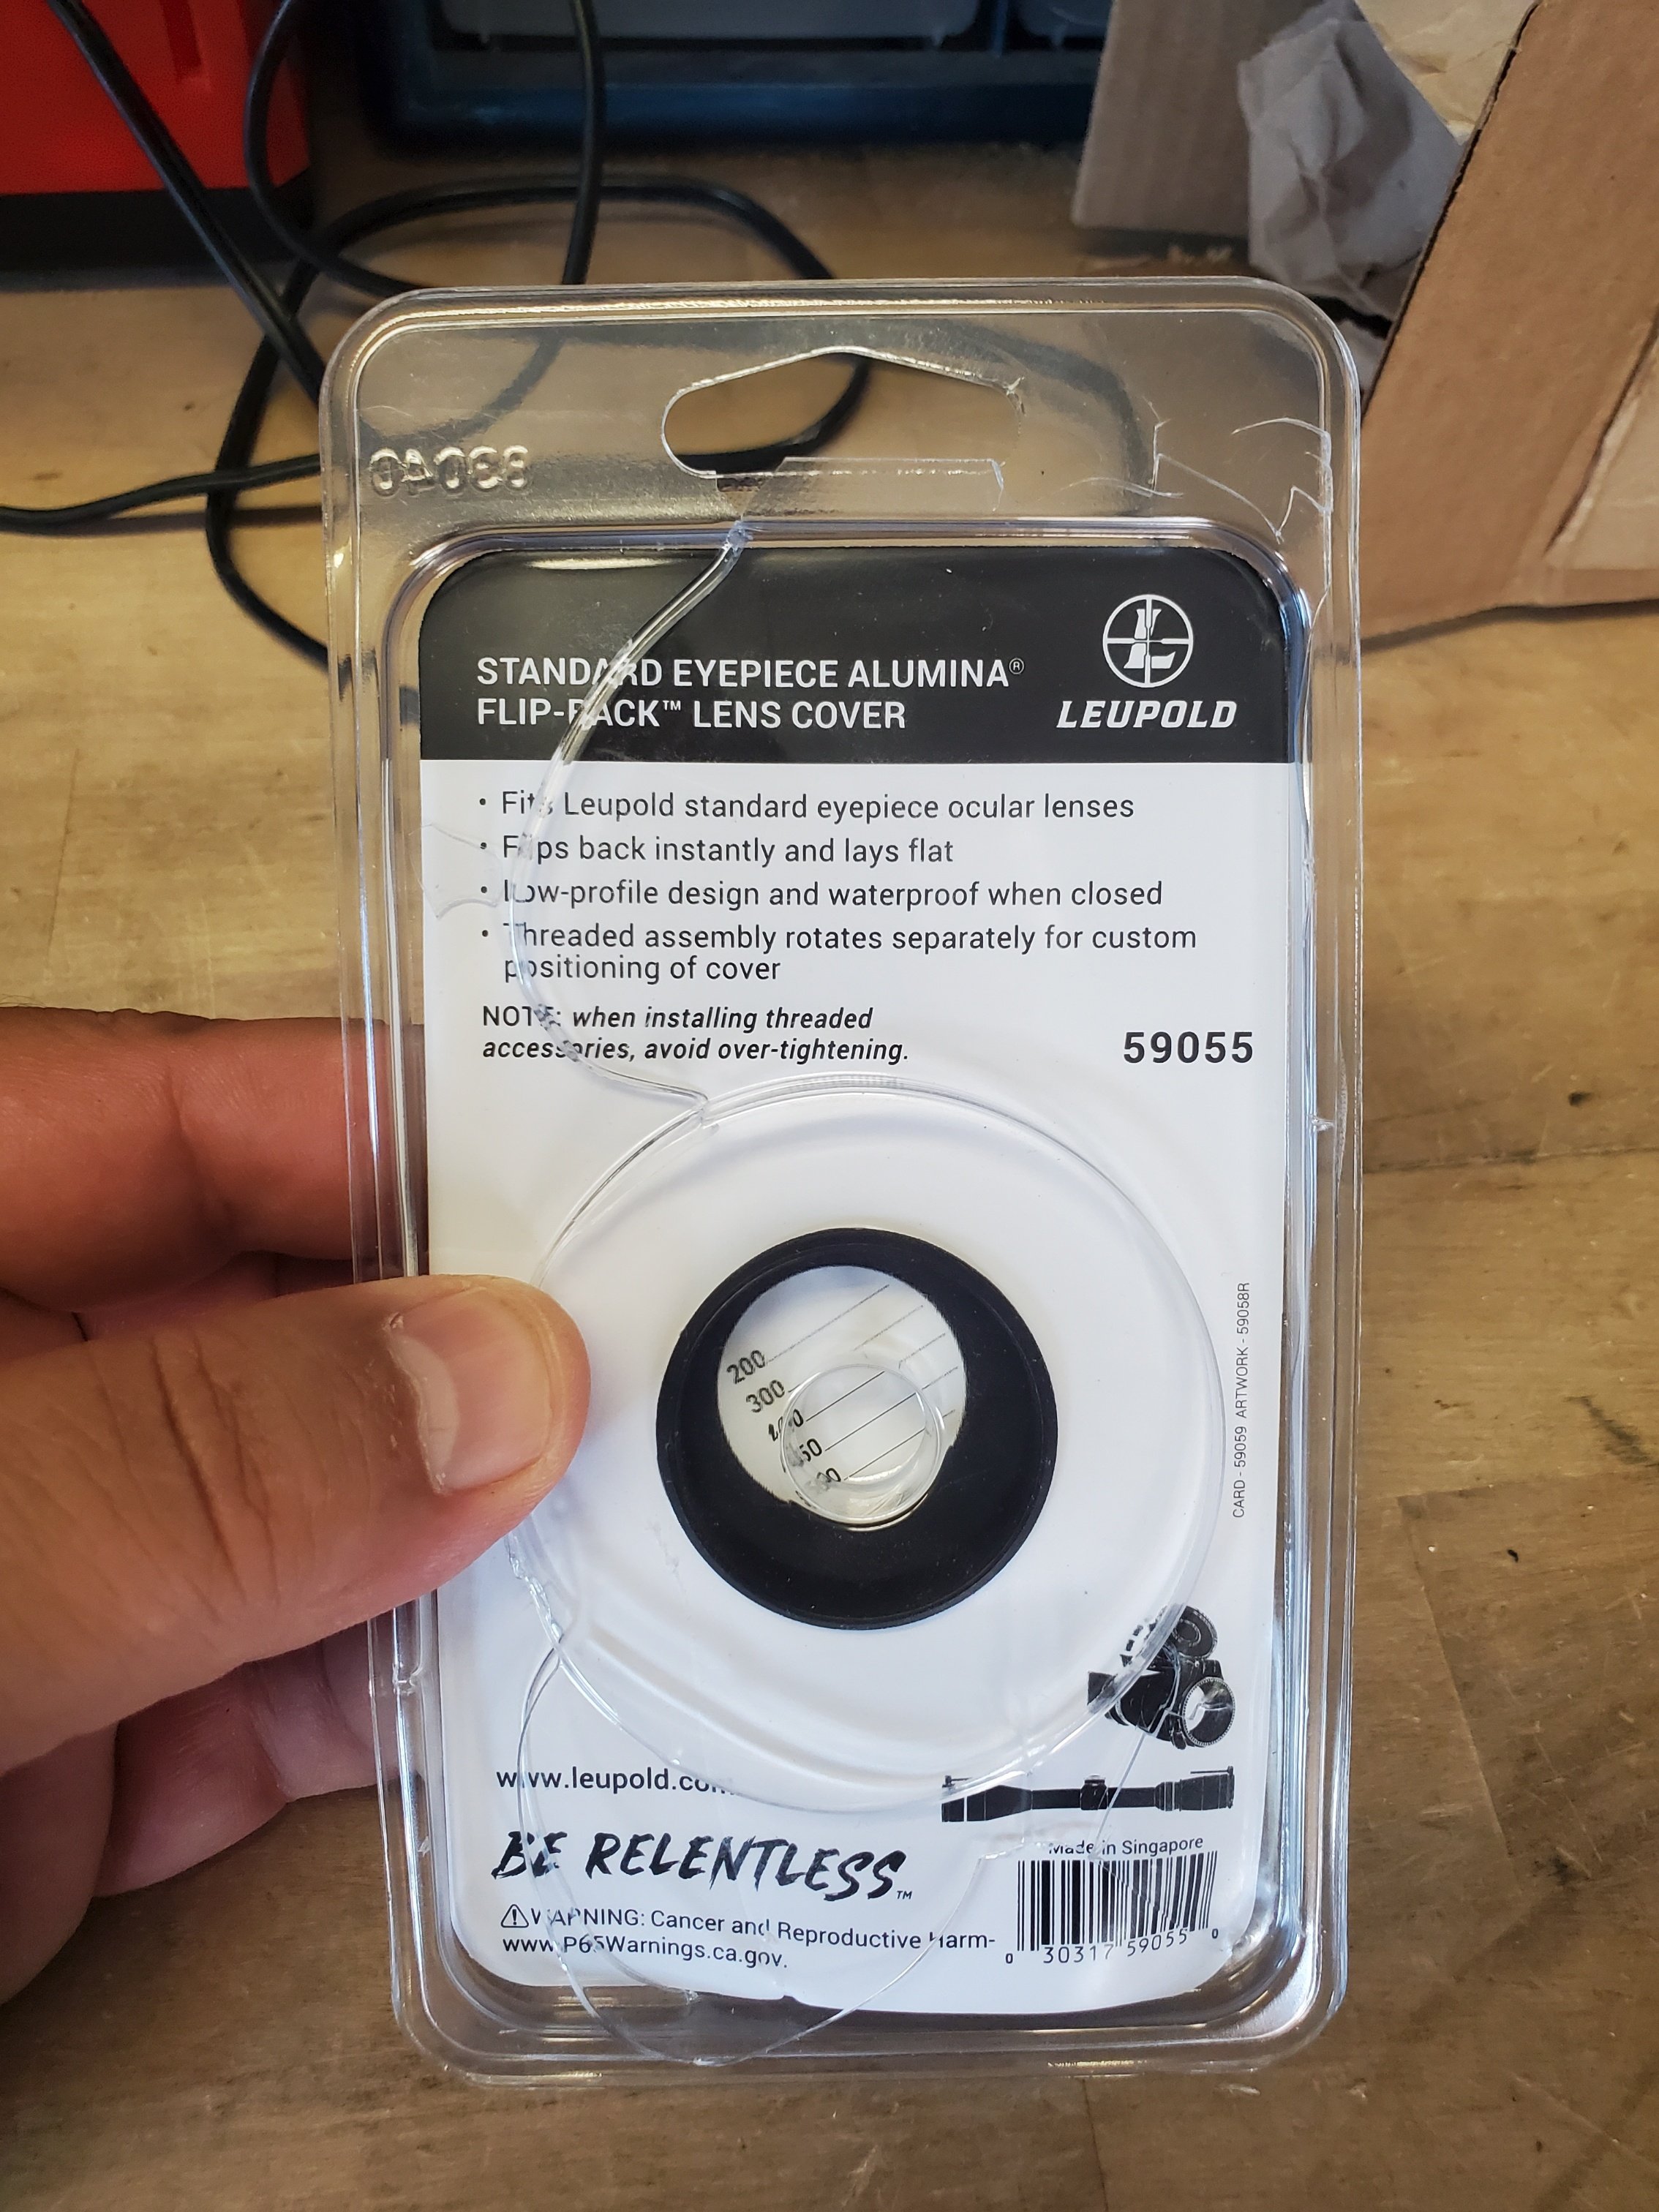 83040
STANDARD EYEPIECE ALUMINA®
FLIP-BACK™ LENS COVER
LEUPOLD
• Fits Leupold standard eyepiece ocular lenses
• Flips back instantly and lays flat
• Low-profile design and waterproof when closed
• Threaded assembly rotates separately for custom
positioning of cover
NOTE: when installing threaded
accessories, avoid over-tightening.
59055
200
300
CARD - 59059 ARTWORK - 59058R
www.leupold.com
BE RELENTLESS™
Made in Singapore
⚠WARNING: Cancer and Reproductive Harm-
www.P65Warnings.ca.gov.
0 30317 59055 0